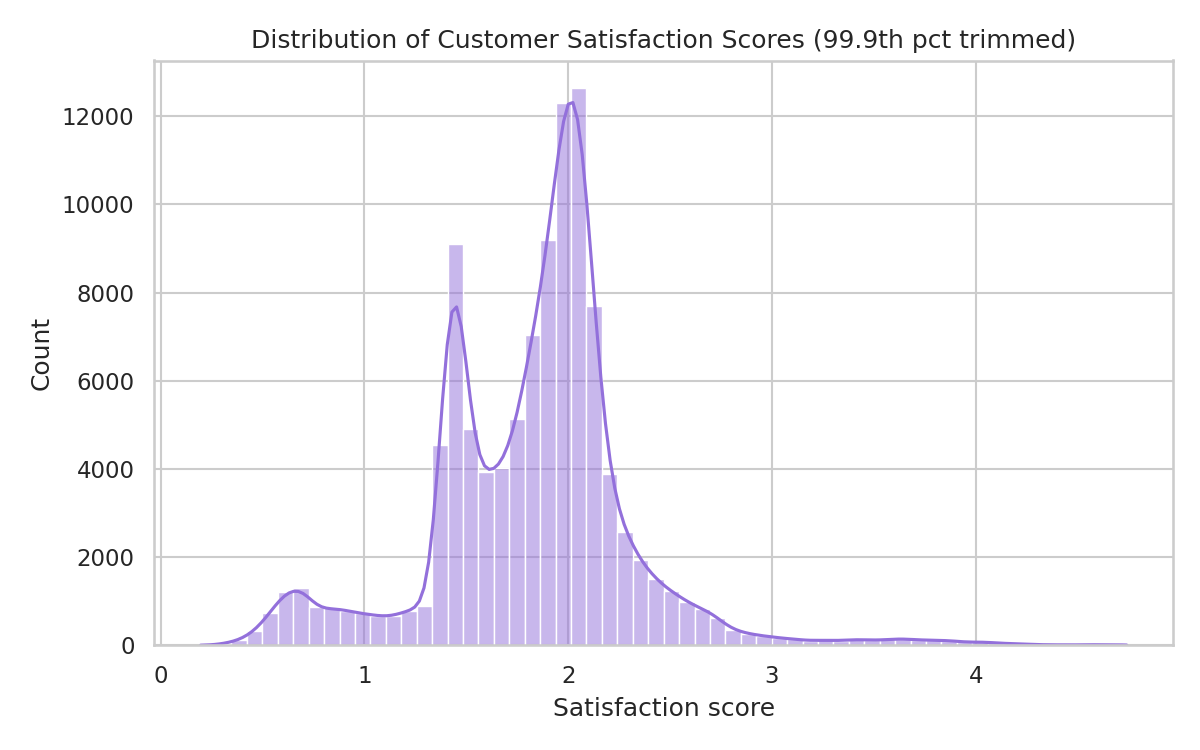 Distribution of Customer Satisfaction Scores (99.9th pct trimmed)
12000
10000
8000
6000
4000
2000
0
Count
0 1 2 3 4
Satisfaction score